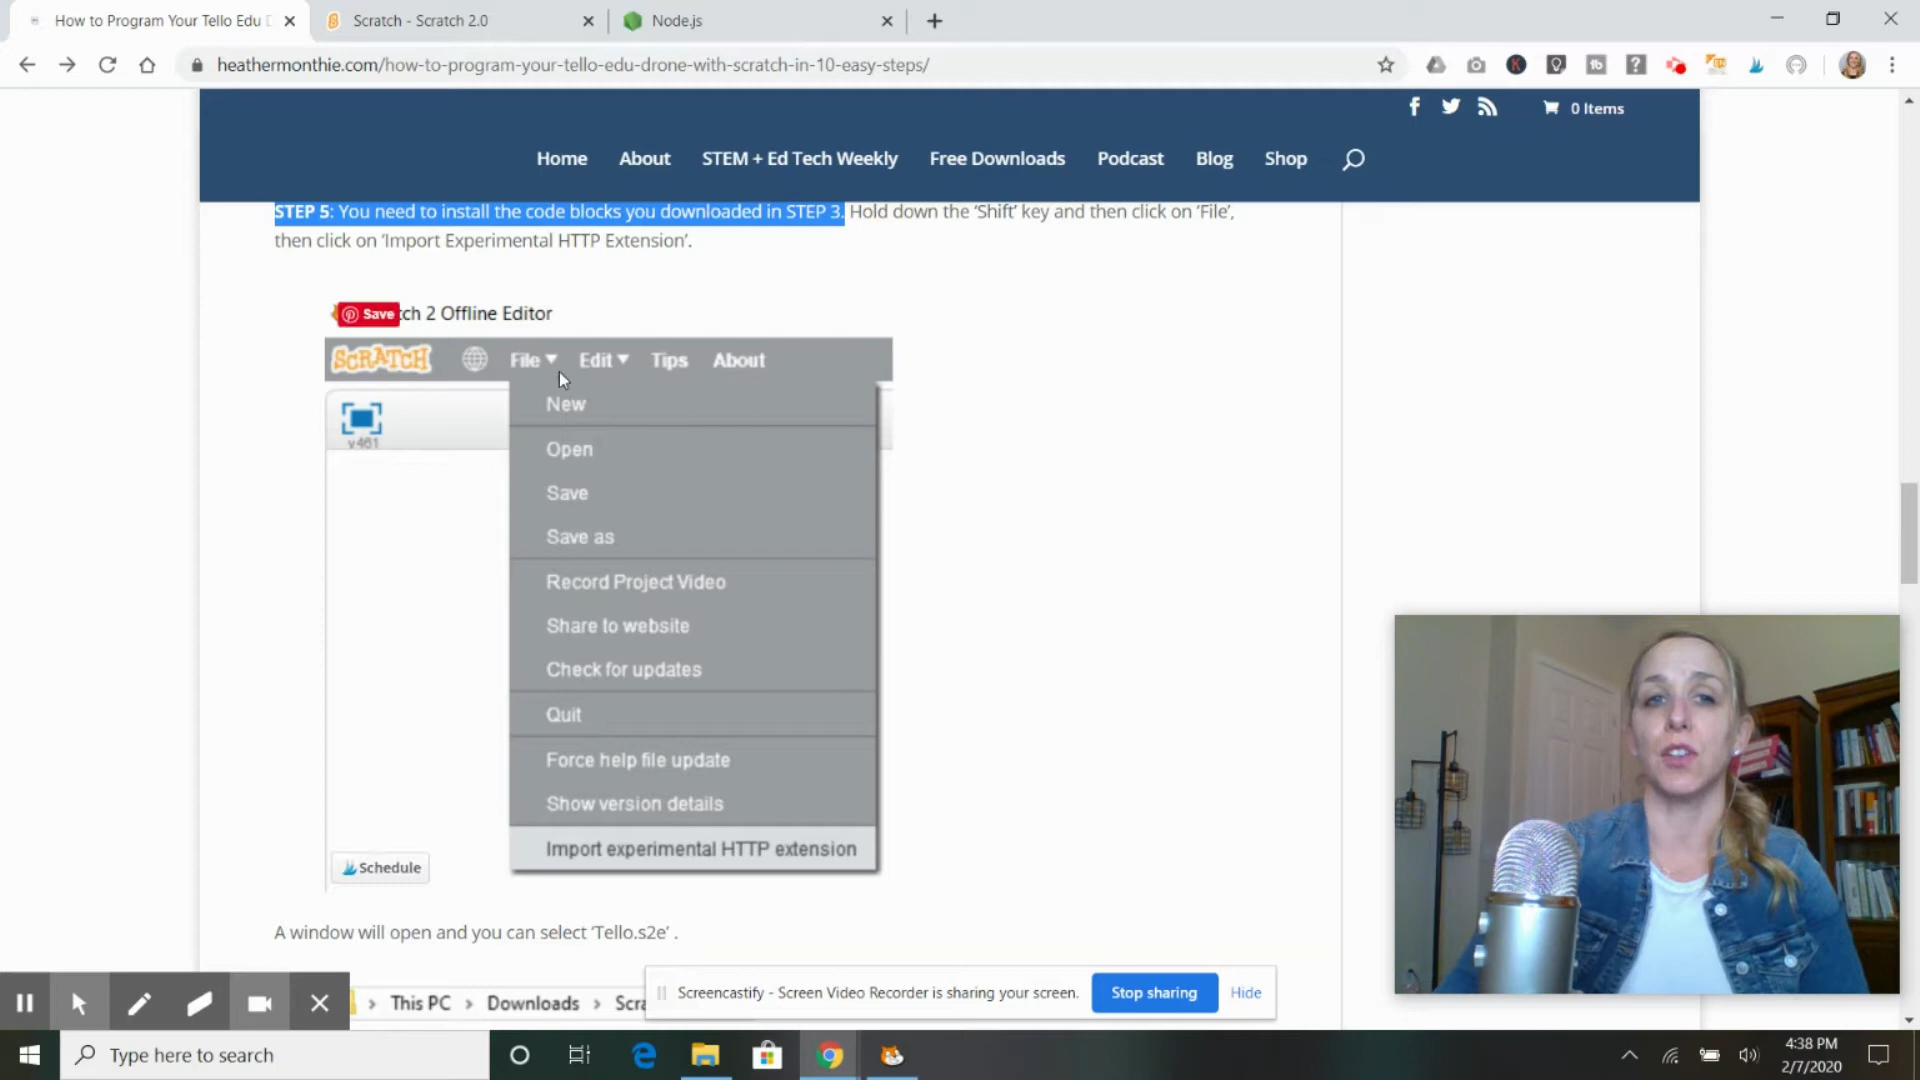 How to Program Your Tello Edu D
Scratch - Scratch 2.0
Node.js
heathermonthie.com/how-to-program-your-tello-edu-drone-with-scratch-in-10-easy-steps/
0 Items
Home About STEM + Ed Tech Weekly Free Downloads Podcast Blog Shop
STEP 5: You need to install the code blocks you downloaded in STEP 3. Hold down the ‘Shift’ key and then click on ‘File’,
then click on ‘Import Experimental HTTP Extension’.
Save
tch 2 Offline Editor
SCRATCH File Edit Tips About
v461
New
Open
Save
Save as
Record Project Video
Share to website
Check for updates
Quit
Force help file update
Show version details
Import experimental HTTP extension
Schedule
A window will open and you can select ‘Tello.s2e’ .
> This PC > Downloads > Scra
Screencastify - Screen Video Recorder is sharing your screen. Stop sharing Hide
Type here to search
4:38 PM
2/7/2020